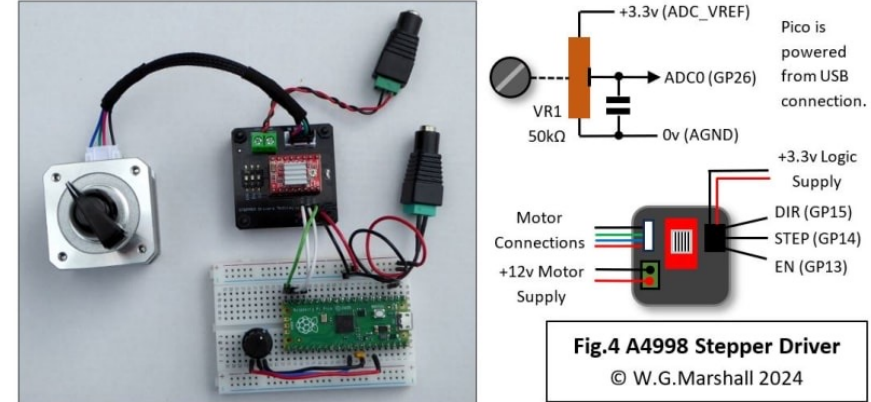 +3.3v (ADC_VREF)
Pico is
powered
from USB
connection.
ADC0 (GP26)
VR1
50kΩ
0v (AGND)
+3.3v Logic
Supply
DIR (GP15)
STEP (GP14)
EN (GP13)
Motor
Connections
+12v Motor
Supply
Fig.4 A4998 Stepper Driver
© W.G.Marshall 2024